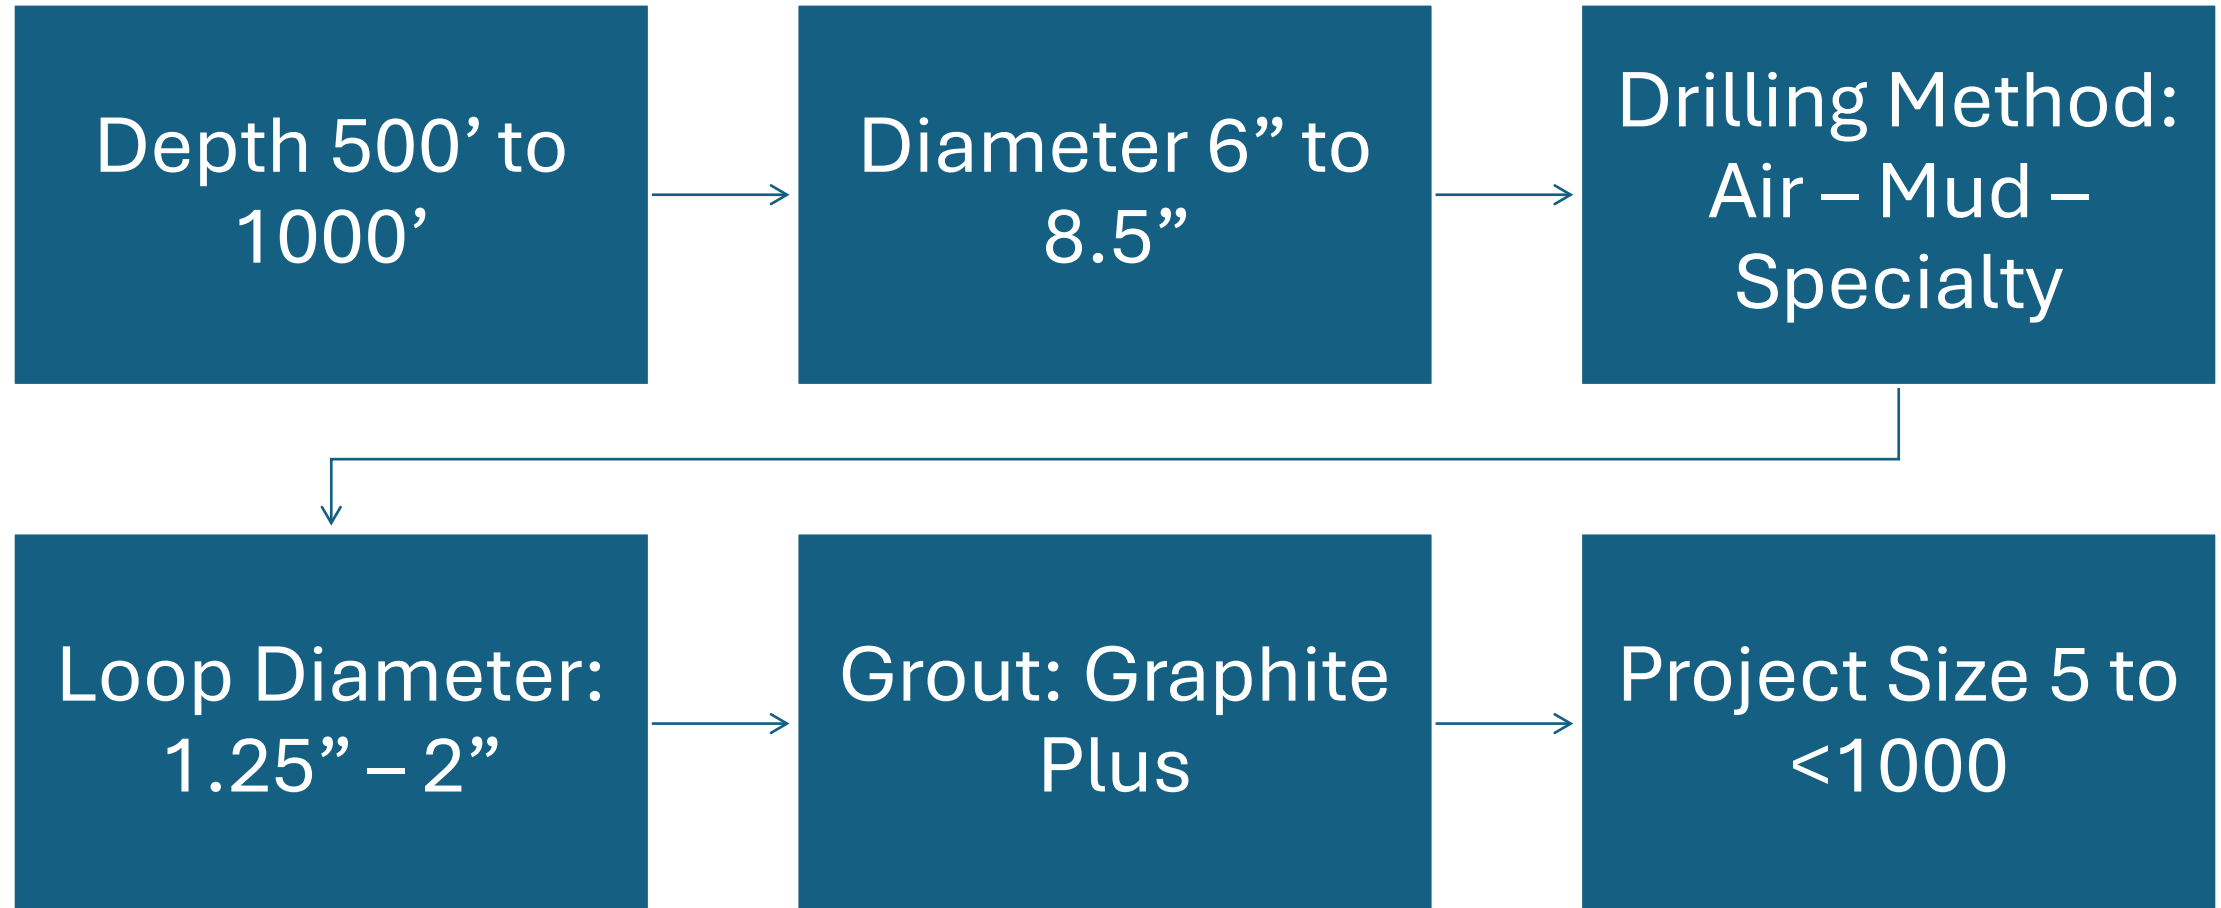 Depth 500’ to
1000’
Diameter 6” to
8.5”
Drilling Method:
Air – Mud –
Specialty
Loop Diameter:
1.25” – 2”
Grout: Graphite
Plus
Project Size 5 to
<1000